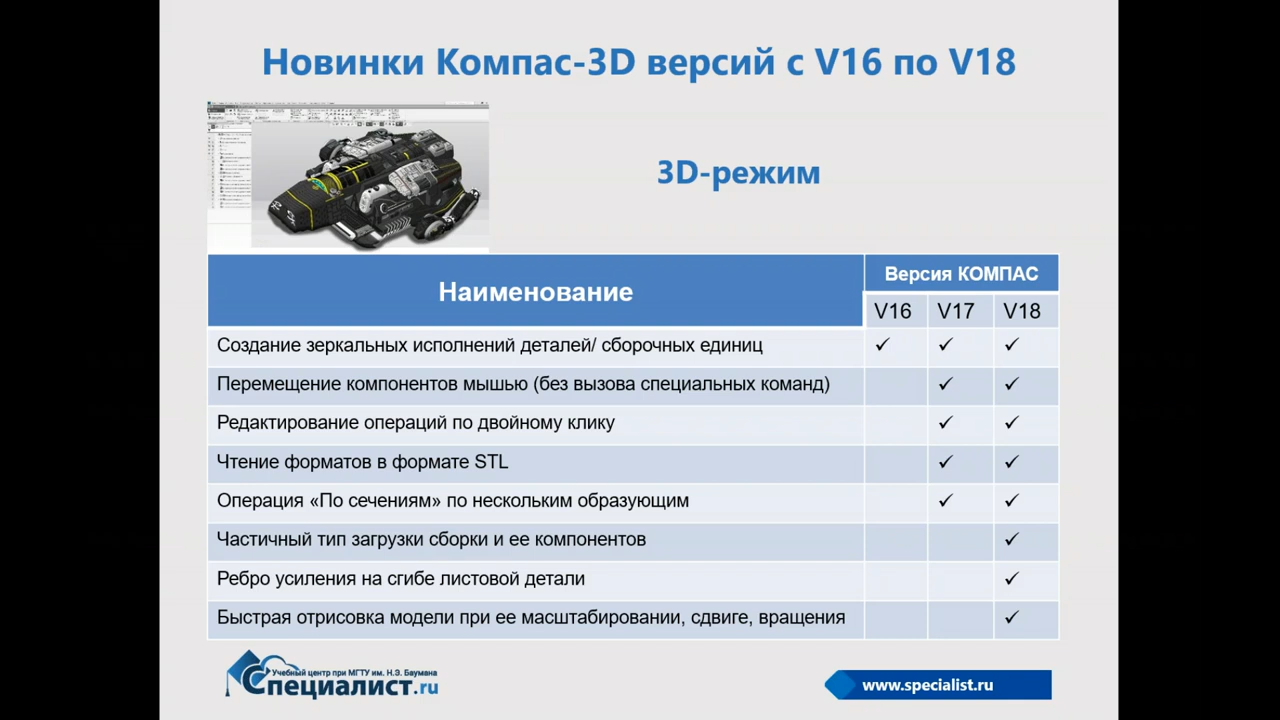 Новинки Компас-3D версий с V16 по V18
3D-режим
Наименование
Версия КОМПАС
V16 V17 V18
Создание зеркальных исполнений деталей/ сборочных единиц ✓ ✓ ✓
Перемещение компонентов мышью (без вызова специальных команд) ✓ ✓
Редактирование операций по двойному клику ✓ ✓
Чтение форматов в формате STL ✓ ✓
Операция «По сечениям» по нескольким образующим ✓ ✓
Частичный тип загрузки сборки и ее компонентов ✓
Ребро усиления на сгибе листовой детали ✓
Быстрая отрисовка модели при ее масштабировании, сдвиге, вращения ✓
Учебный центр при МГТУ им. Н.Э. Баумана
Специалист.ru
www.specialist.ru